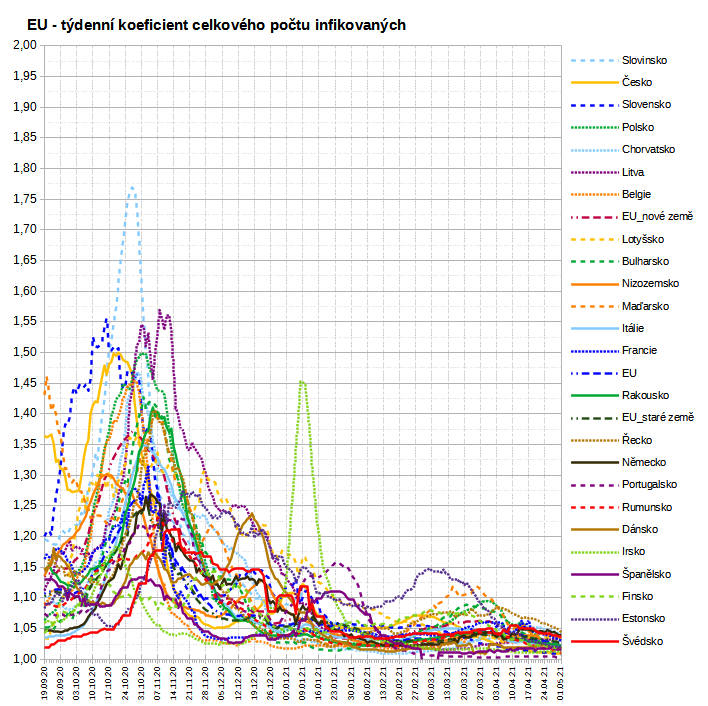 EU - týdenní koeficient celkového počtu infikovaných
2,00
1,95
1,90
1,85
1,80
1,75
1,70
1,65
1,60
1,55
1,50
1,45
1,40
1,35
1,30
1,25
1,20
1,15
1,10
1,05
1,00
19.09.20
26.09.20
03.10.20
10.10.20
17.10.20
24.10.20
31.10.20
07.11.20
14.11.20
21.11.20
28.11.20
05.12.20
12.12.20
19.12.20
26.12.20
02.01.21
09.01.21
16.01.21
23.01.21
30.01.21
06.02.21
13.02.21
20.02.21
27.02.21
06.03.21
13.03.21
20.03.21
27.03.21
03.04.21
10.04.21
17.04.21
24.04.21
01.05.21
Slovinsko
Česko
Slovensko
Polsko
Chorvatsko
Litva
Belgie
EU_nové země
Lotyšsko
Bulharsko
Nizozemsko
Maďarsko
Itálie
Francie
EU
Rakousko
EU_staré země
Řecko
Německo
Portugalsko
Rumunsko
Dánsko
Irsko
Španělsko
Finsko
Estonsko
Švédsko